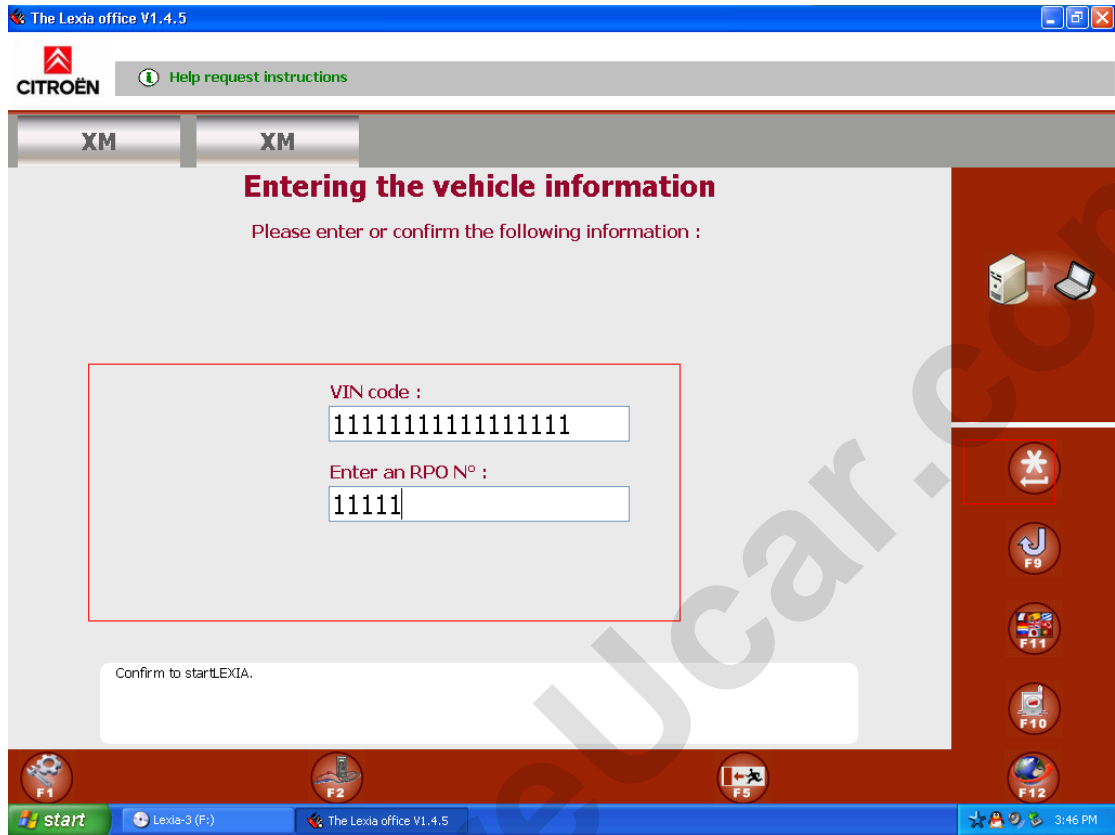 The Lexia office V1.4.5
CITROËN
Help request instructions
XM XM
Entering the vehicle information
Please enter or confirm the following information :
VIN code :
11111111111111111
Enter an RPO N° :
11111
Confirm to startLEXIA.
F9
F11
F10
F1 F2 F5 F12
start Lexia-3 (F:) The Lexia office V1.4.5 3:46 PM
eUcar.com